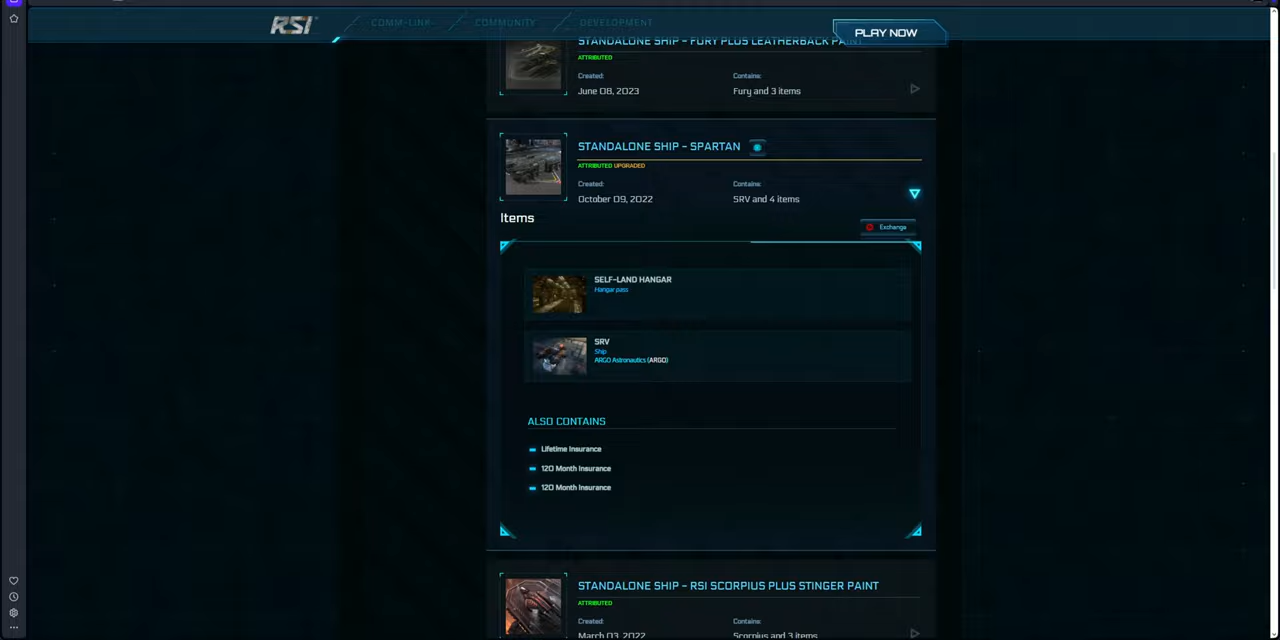 RSI
COMM-LINK
COMMUNITY
DEVELOPMENT
PLAY NOW
STANDALONE SHIP - FURY PLUS LEATHERBACK PAINT
ATTRIBUTED
Created:
Contains:
June 08, 2023
Fury and 3 items
STANDALONE SHIP - SPARTAN
ATTRIBUTED UPGRADED
Created:
Contains:
October 09, 2022
SRV and 4 items
Items
Exchange
SELF-LAND HANGAR
Hangar pass
SRV
Ship
ARGO Astronautics (ARGO)
ALSO CONTAINS
Lifetime Insurance
120 Month Insurance
120 Month Insurance
STANDALONE SHIP - RSI SCORPIUS PLUS STINGER PAINT
ATTRIBUTED
Created:
Contains:
March 03, 2022
Scorpius and 3 items